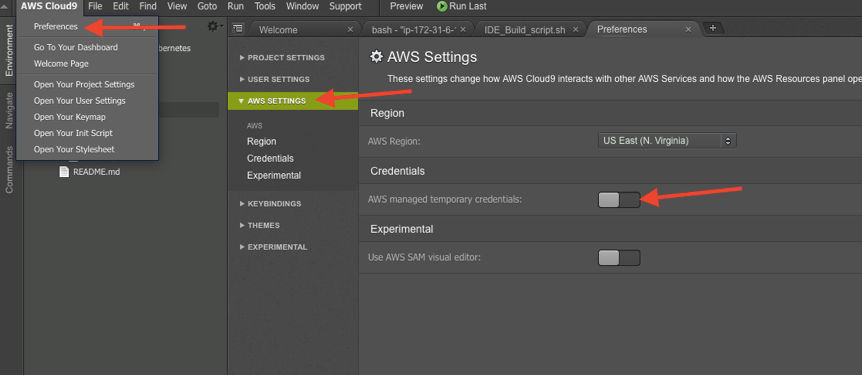 AWS Cloud9 File Edit Find View Goto Run Tools Window Support Preview Run Last
Preferences
Go To Your Dashboard
Welcome Page
Open Your Project Settings
Open Your User Settings
Open Your Keymap
Open Your Init Script
Open Your Stylesheet
README.md
Environment
Navigate
Commands
Welcome
bash - "ip-172-31-6-1
IDE_Build_script.sh
Preferences
PROJECT SETTINGS
USER SETTINGS
AWS SETTINGS
AWS
Region
Credentials
Experimental
KEYBINDINGS
THEMES
EXPERIMENTAL
AWS Settings
These settings change how AWS Cloud9 interacts with other AWS Services and how the AWS Resources panel ope
Region
AWS Region: US East (N. Virginia)
Credentials
AWS managed temporary credentials:
Experimental
Use AWS SAM visual editor: